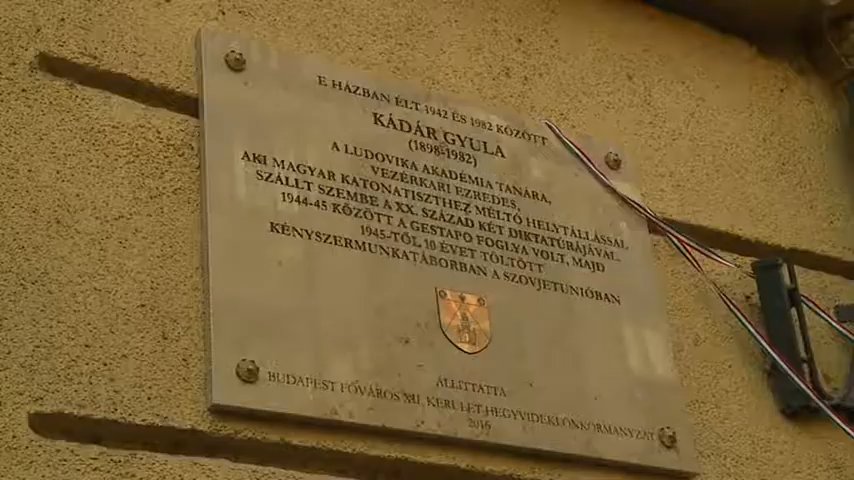 E HÁZBAN ÉLT 1942 ÉS 1982 KÖZÖTT
KÁDÁR GYULA
(1898-1982)
A LUDOVIKA AKADÉMIA TANÁRA,
VEZÉRKARI EZREDES,
AKI MAGYAR KATONATISZTHEZ MÉLTÓ HELYTÁLLÁSSAL
SZÁLLT SZEMBE A XX. SZÁZAD KÉT DIKTATÚRÁJÁVAL.
1944-45 KÖZÖTT A GESTAPO FOGLYA VOLT, MAJD
1945-TŐL 10 ÉVET TÖLTÖTT
KÉNYSZERMUNKATÁBORBAN A SZOVJETUNIÓBAN
ÁLLÍTTATTA
BUDAPEST FŐVÁROS XII. KERÜLET HEGYVIDÉKI ÖNKORMÁNYZAT
2016